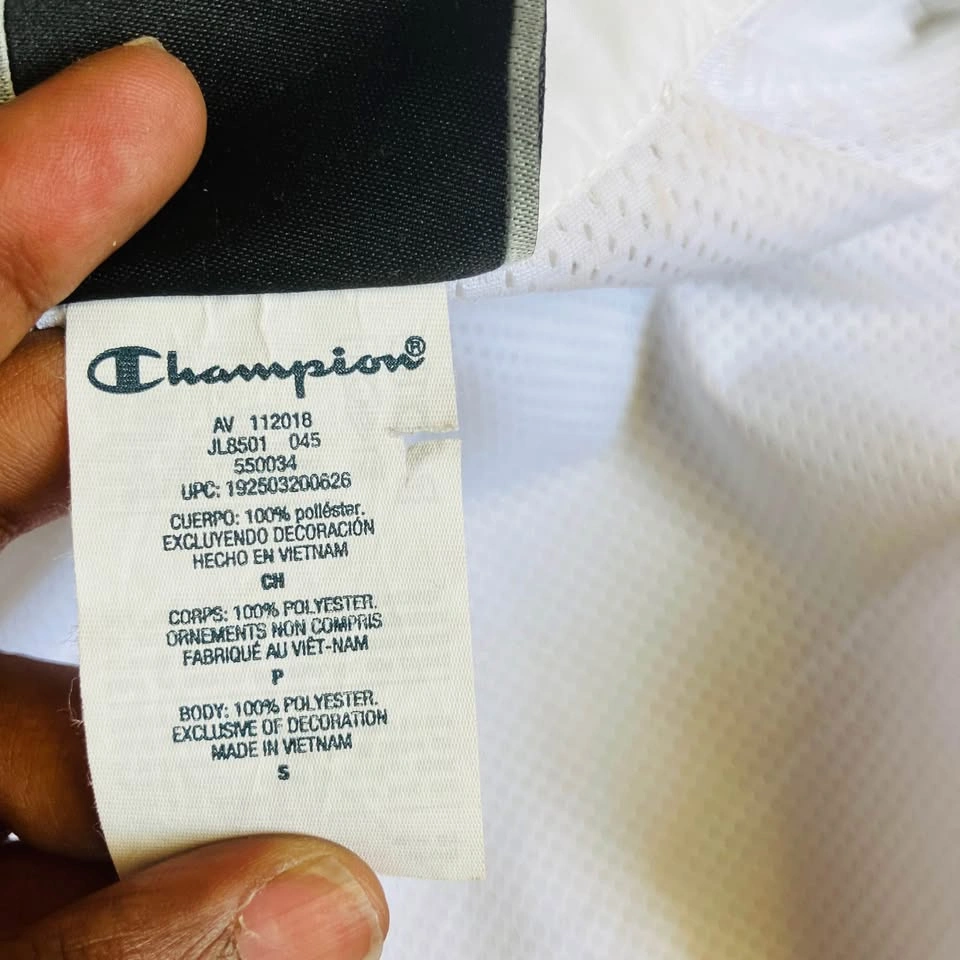 Champion®
AV 112018
JL8501 045
550034
UPC: 192503200626
CUERPO: 100% poliéster.
EXCLUYENDO DECORACIÓN
HECHO EN VIETNAM
CH
CORPS: 100% POLYESTER.
ORNEMENTS NON COMPRIS
FABRIQUÉ AU VIÊT-NAM
P
BODY: 100% POLYESTER.
EXCLUSIVE OF DECORATION
MADE IN VIETNAM
S